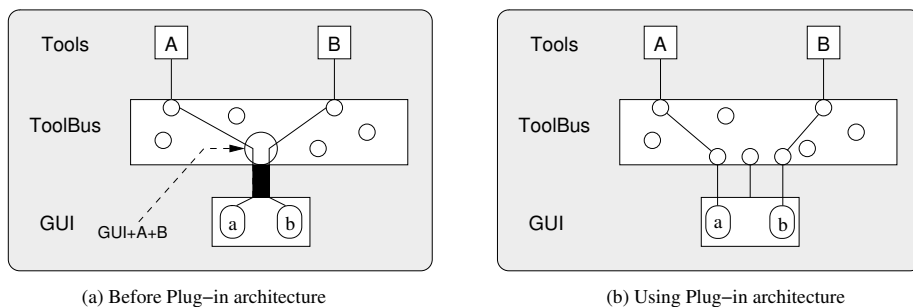 Tools
A
B
ToolBus
GUI
GUI+A+B
a
b
(a) Before Plug−in architecture
Tools
A
B
ToolBus
GUI
a
b
(b) Using Plug−in architecture